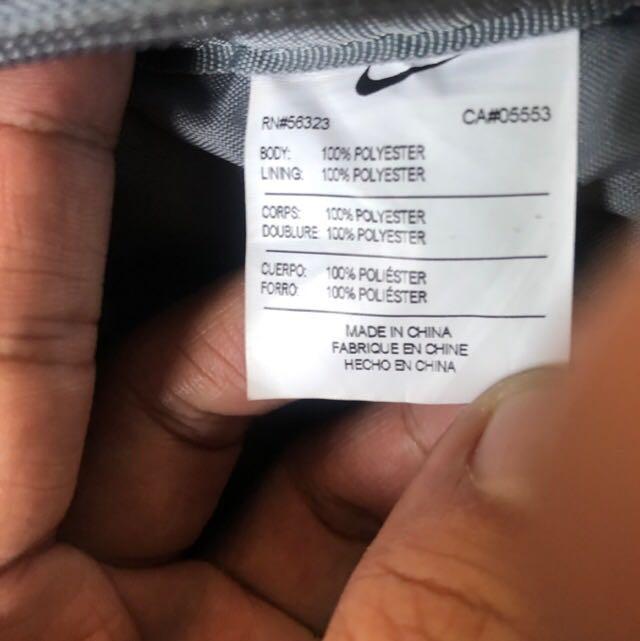 RN#56323 CA#05553
BODY: 100% POLYESTER
LINING: 100% POLYESTER
CORPS: 100% POLYESTER
DOUBLURE: 100% POLYESTER
CUERPO: 100% POLIÉSTER
FORRO: 100% POLIÉSTER
MADE IN CHINA
FABRIQUE EN CHINE
HECHO EN CHINA